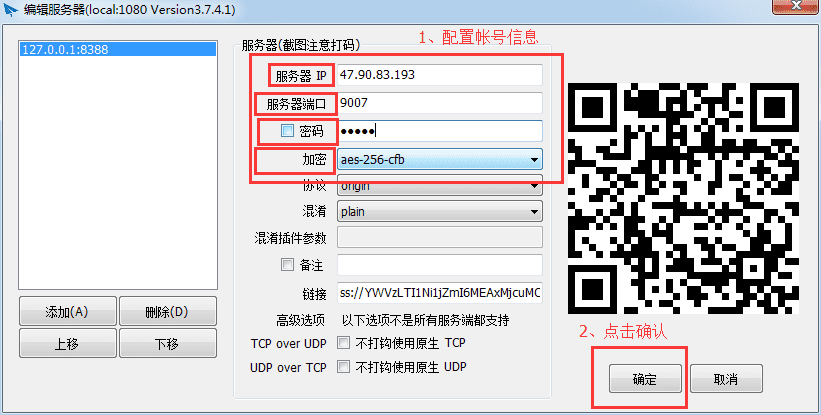 编辑服务器(local:1080 Version3.7.4.1)
127.0.0.1:8388
添加(A)
删除(D)
上移
下移
服务器(截图注意打码)
1、配置帐号信息
服务器 IP 47.90.83.193
服务器端口 9007
密码 ●●●●●
加密 aes-256-cfb
协议 origin
混淆 plain
混淆插件参数
备注
链接 ss://YWVzLTI1Ni1jZmI6MEAxMjcuMC
高级选项 以下选项不是所有服务端都支持
TCP over UDP 不打钩使用原生 TCP
UDP over TCP 不打钩使用原生 UDP
2、点击确认
确定
取消